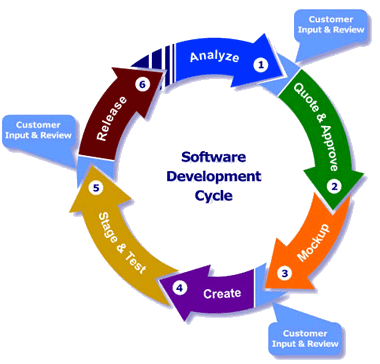 Customer
Input & Review
Analyze
1
Quote & Approve
2
Mockup
3
Customer
Input & Review
Create
4
Stage & Test
5
Customer
Input & Review
Release
6
Software
Development
Cycle